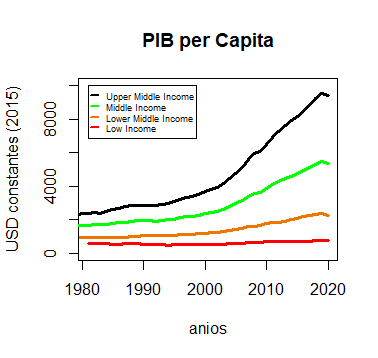 PIB per Capita
USD constantes (2015)
8000
4000
0
Upper Middle Income
Middle Income
Lower Middle Income
Low Income
1980 1990 2000 2010 2020
anios